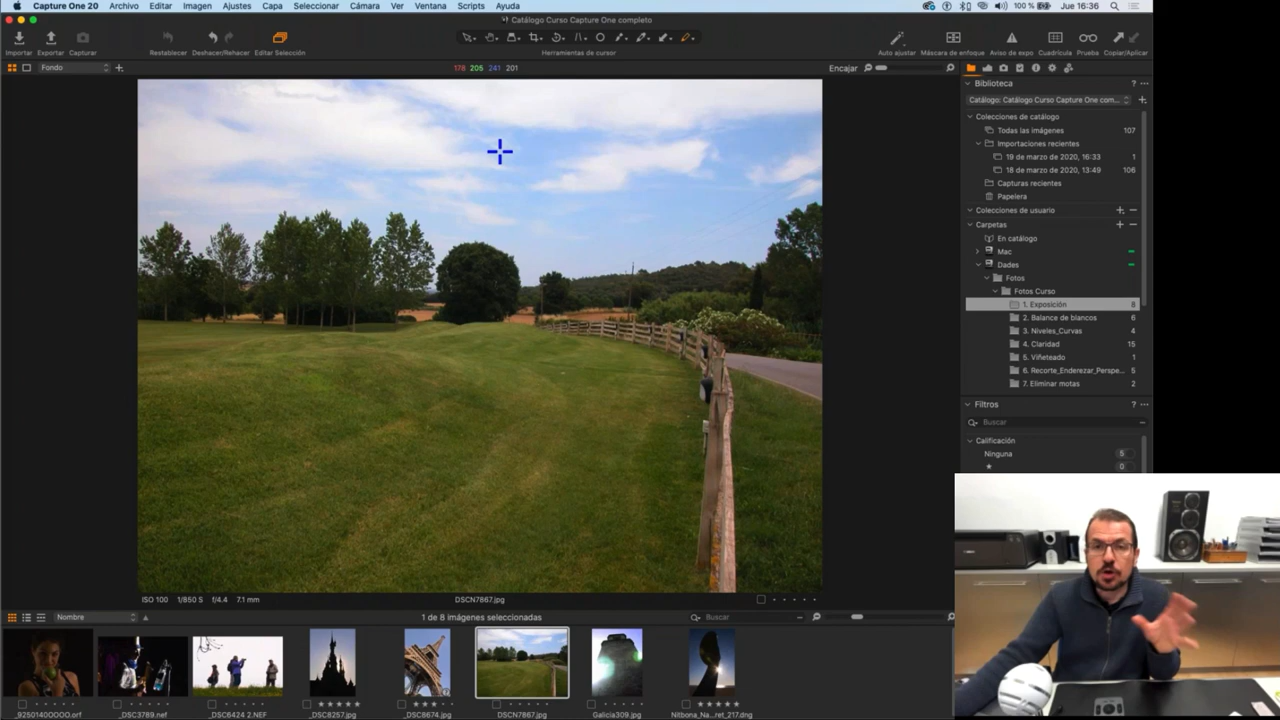 Capture One 20 Archivo Editar Imagen Ajustes Capa Seleccionar Cámara Ver Ventana Scripts Ayuda 100 % Jue 16:36
Catálogo Curso Capture One completo
Importar Exportar Capturar Restablecer Deshacer/Rehacer Editar Selección Herramientas de cursor Auto ajustar Máscara de enfoque Aviso de expo Cuadrícula Prueba Copiar/Aplicar
Fondo 178 205 241 201 Encajar
Biblioteca ?
Catálogo: Catálogo Curso Capture One com...
Colecciones de catálogo
Todas las imágenes 107
Importaciones recientes
19 de marzo de 2020, 16:33 1
18 de marzo de 2020, 13:49 106
Capturas recientes
Papelera
Colecciones de usuario
Carpetas
En catálogo
Mac
Dades
Fotos
Fotos Curso
1. Exposición 8
2. Balance de blancos 6
3. Niveles_Curvas 4
4. Claridad 15
5. Viñeteado 1
6. Recorte_Enderezar_Perspe... 5
7. Eliminar motas 2
Filtros ?
Buscar
Calificación
Ninguna 5
0
ISO 100 1/850 S f/4.4 7.1 mm DSCN7867.jpg
Nombre 1 de 8 imágenes seleccionadas Buscar
_92501400000.orf _DSC3789.nef _DSC6424 2.NEF _DSC8257.jpg _DSC8674.jpg DSCN7867.jpg Galicia309.jpg Nitbona_Na...ret_217.dng